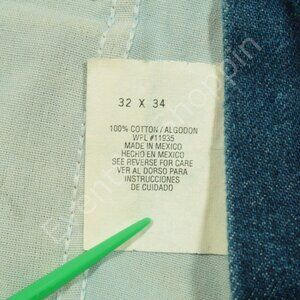 32 X 34
100% COTTON / ALGODON
WPL #11935
MADE IN MEXICO
HECHO EN MEXICO
SEE REVERSE FOR CARE
VER AL DORSO PARA
INSTRUCCIONES
DE CUIDADO